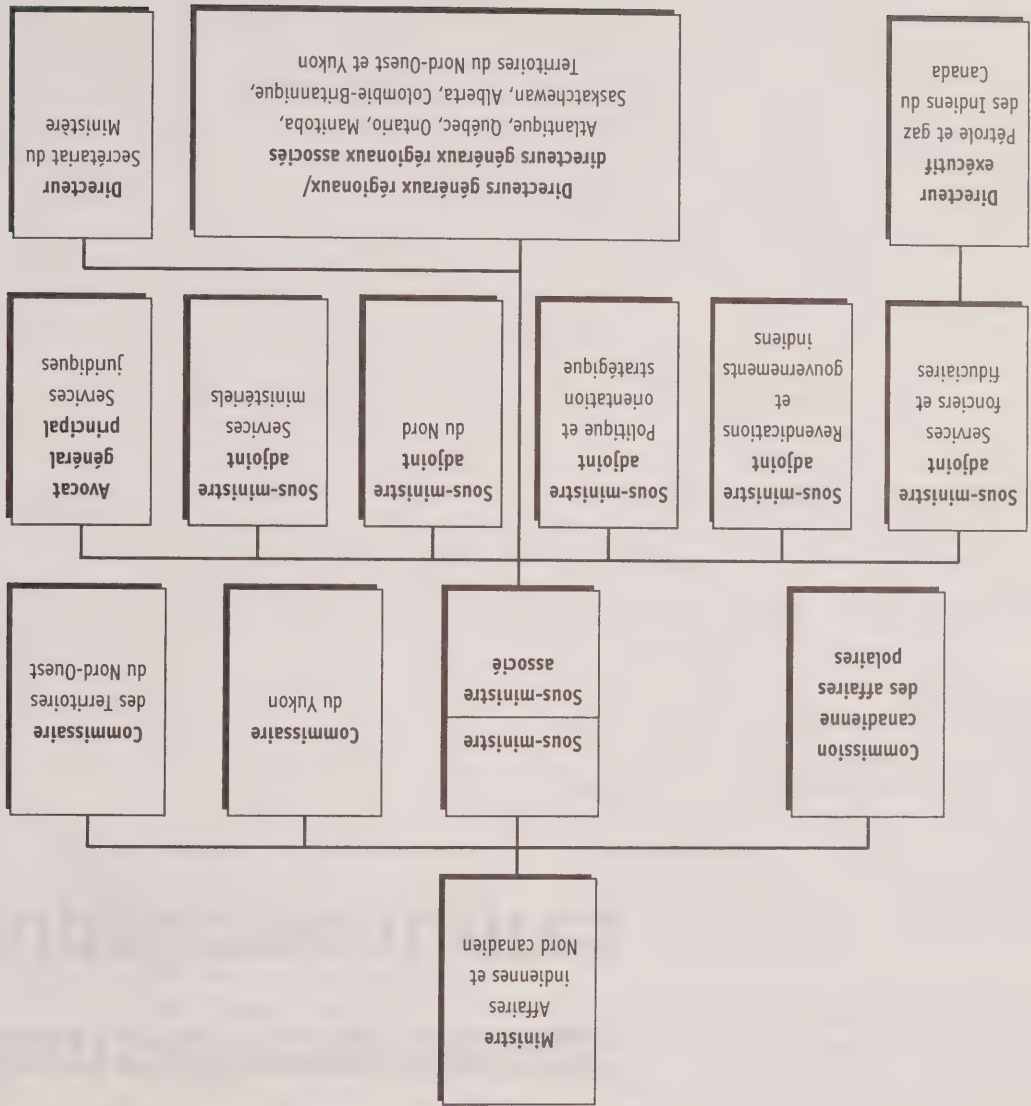 Ministre
Affaires
indiennes et
Nord canadien
Commission
canadienne
des affaires
polaires
Sous-ministre
Sous-ministre
associé
Commissaire
du Yukon
Commissaire
des Territoires
du Nord-Ouest
Sous-ministre
adjoint
Services
fonciers et
fiduciaires
Sous-ministre
adjoint
Revendications
et
gouvernements
indiens
Sous-ministre
adjoint
Politique et
orientation
stratégique
Sous-ministre
adjoint
du Nord
Sous-ministre
adjoint
Services
ministériels
Avocat
général
principal
Services
juridiques
Directeur
exécutif
Pétrole et gaz
des Indiens du
Canada
Directeurs généraux régionaux/
directeurs généraux régionaux associés
Atlantique, Québec, Ontario, Manitoba,
Saskatchewan, Alberta, Colombie-Britannique,
Territoires du Nord-Ouest et Yukon
Directeur
Secrétariat du
Ministère